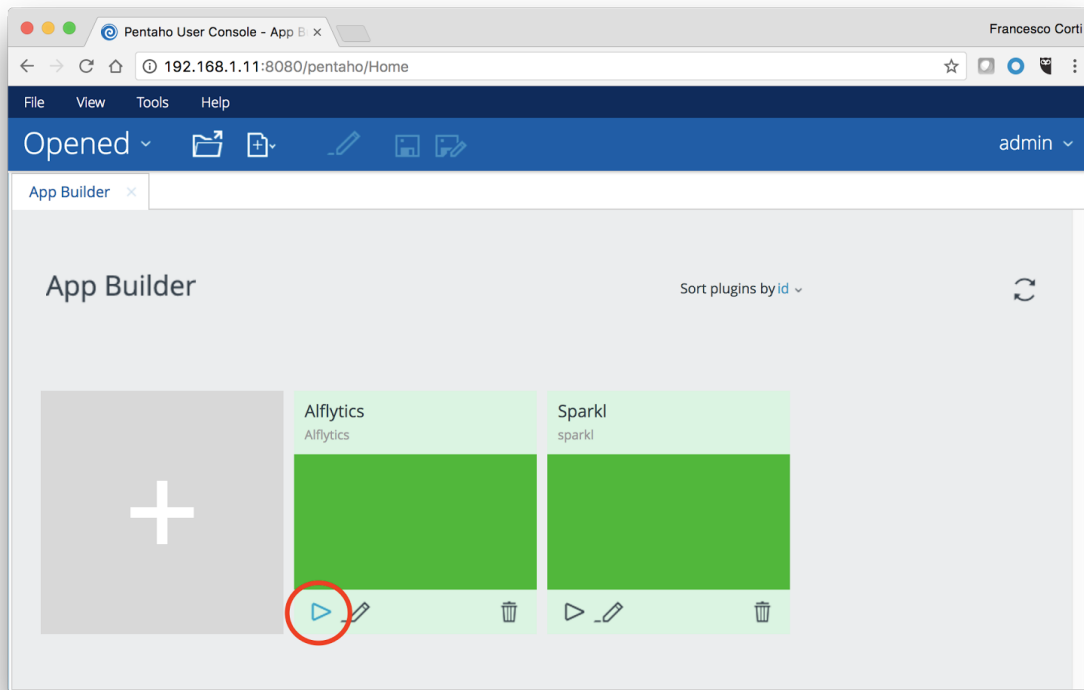 Pentaho User Console - App B
Francesco Corti
192.168.1.11:8080/pentaho/Home
File View Tools Help
Opened
admin
App Builder
App Builder
Sort plugins by id
Alflytics
Alflytics
Sparkl
sparkl